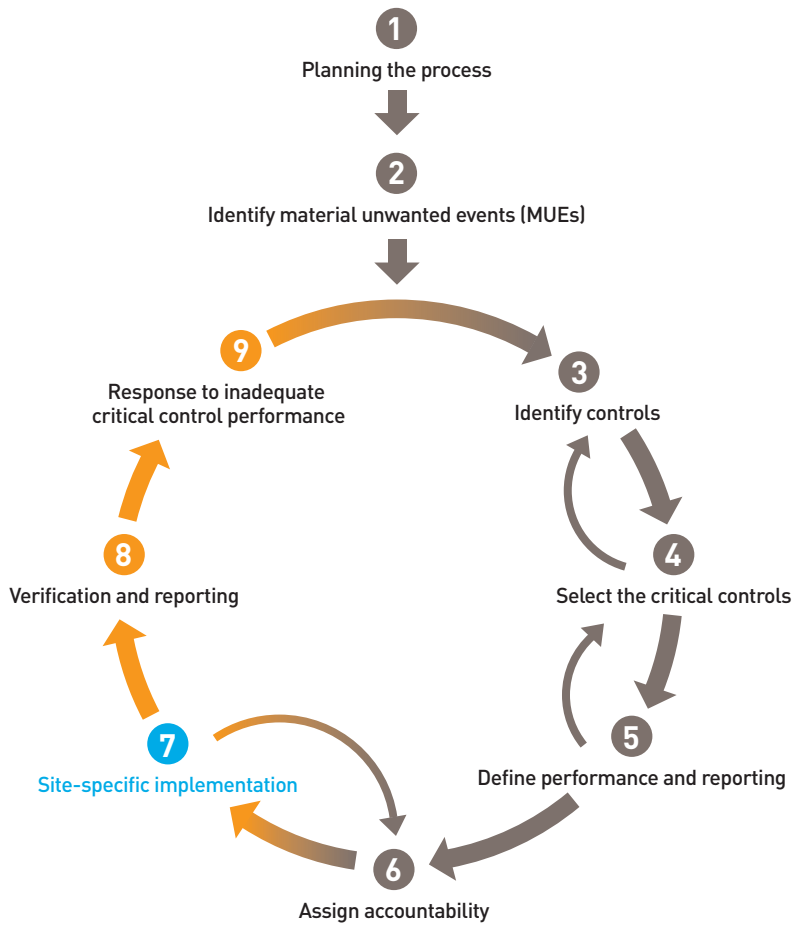 1
Planning the process
2
Identify material unwanted events (MUEs)
3
Identify controls
4
Select the critical controls
5
Define performance and reporting
6
Assign accountability
7
Site-specific implementation
8
Verification and reporting
9
Response to inadequate
critical control performance